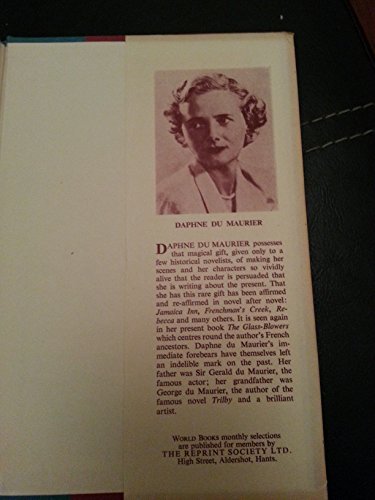 DAPHNE DU MAURIER
DAPHNE DU MAURIER possesses
that magical gift, given only to a
few historical novelists, of making her
scenes and her characters so vividly
alive that the reader is persuaded that
she is writing about the present. That
she has this rare gift has been affirmed
and re-affirmed in novel after novel:
Jamaica Inn, Frenchman's Creek, Re-
becca and many others. It is seen again
in her present book The Glass-Blowers
which centres round the author's French
ancestors. Daphne du Maurier's im-
mediate forebears have themselves left
an indelible mark on the past. Her
father was Sir Gerald du Maurier, the
famous actor; her grandfather was
George du Maurier, the author of the
famous novel Trilby and a brilliant
artist.
WORLD BOOKS monthly selections
are published for members by
THE REPRINT SOCIETY LTD.
High Street, Aldershot, Hants.